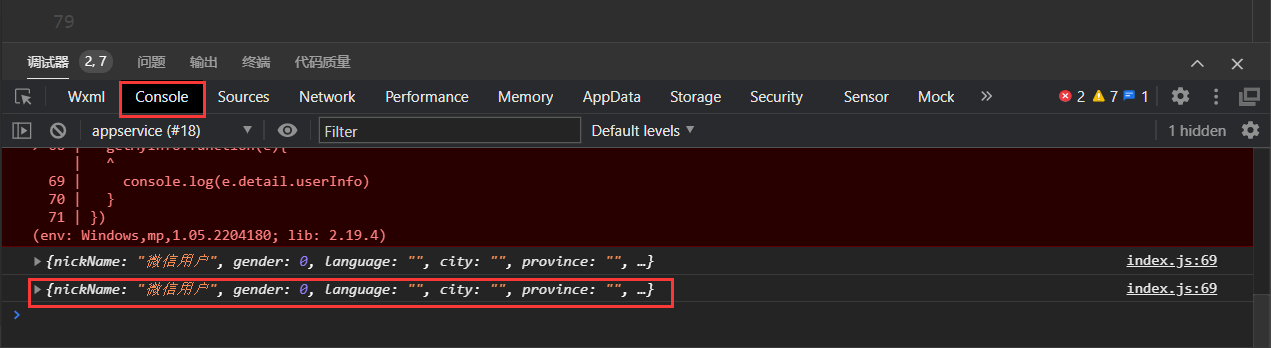 79
调试器 2, 7 问题 输出 终端 代码质量
Wxml Console Sources Network Performance Memory AppData Storage Security Sensor Mock » 2 7 1
appservice (#18) Filter Default levels 1 hidden
> 68 | getMyInfo:function(e){
| ^
69 | console.log(e.detail.userInfo)
70 | }
71 | })
(env: Windows,mp,1.05.2204180; lib: 2.19.4)
{nickName: "微信用户", gender: 0, language: "", city: "", province: "", …} index.js:69
{nickName: "微信用户", gender: 0, language: "", city: "", province: "", …} index.js:69
>